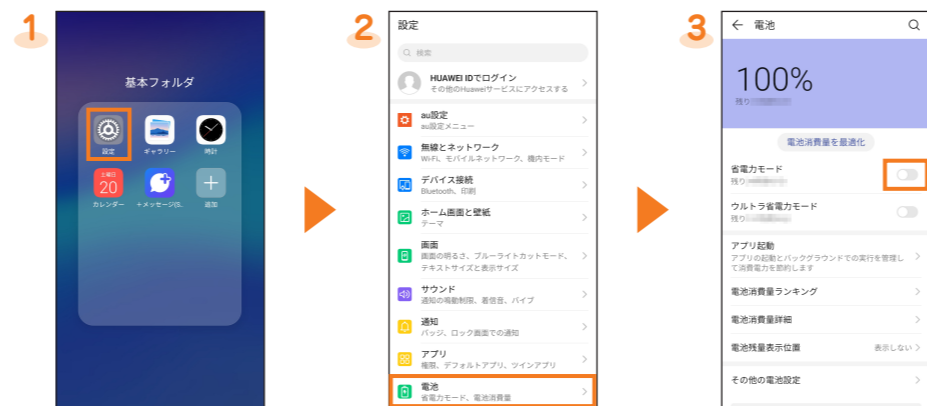 1
基本フォルダ
設定
ギャラリー
時計
土曜日
20
カレンダー
+メッセージ(S..
追加
2
設定
検索
HUAWEI IDでログイン
その他のHuaweiサービスにアクセスする
au設定
au設定メニュー
無線とネットワーク
Wi-Fi、モバイルネットワーク、機内モード
デバイス接続
Bluetooth、印刷
ホーム画面と壁紙
テーマ
画面
画面の明るさ、ブルーライトカットモード、
テキストサイズと表示サイズ
サウンド
通知の鳴動制限、着信音、バイブ
通知
バッジ、ロック画面での通知
アプリ
権限、デフォルトアプリ、ツインアプリ
電池
省電力モード、電池消費量
3
電池
100%
残り
電池消費量を最適化
省電力モード
残り
ウルトラ省電力モード
残り
アプリ起動
アプリの起動とバックグラウンドでの実行を管理し
て消費電力を節約します
電池消費量ランキング
電池消費量詳細
電池残量表示位置
表示しない
その他の電池設定